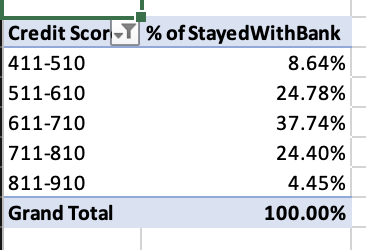 Credit Scor % of StayedWithBank
411-510 8.64%
511-610 24.78%
611-710 37.74%
711-810 24.40%
811-910 4.45%
Grand Total 100.00%